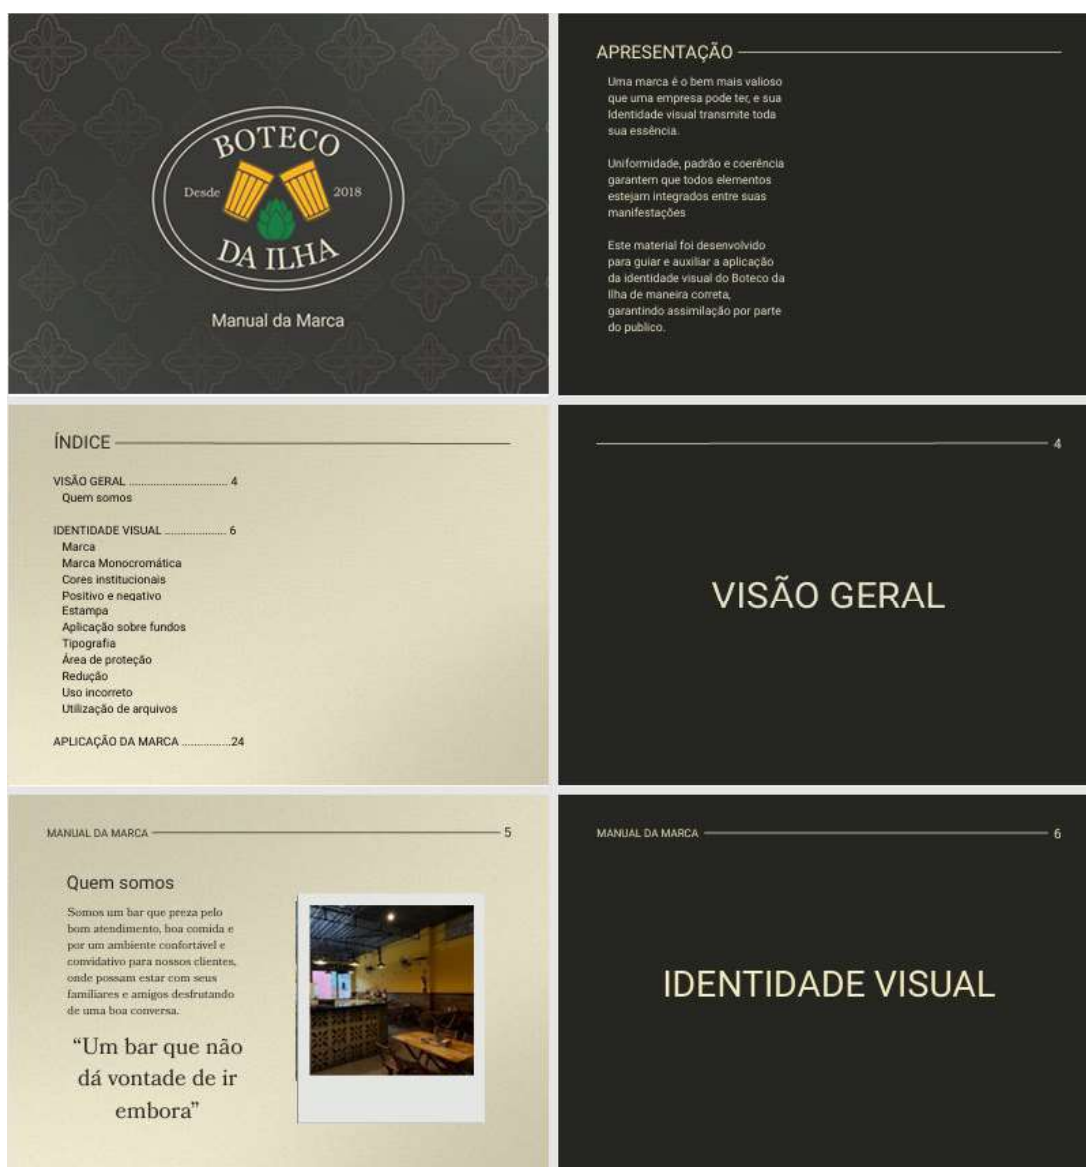 BOTECO
Desde 2018
DA ILHA
Manual da Marca
APRESENTAÇÃO
Uma marca é o bem mais valioso
que uma empresa pode ter, e sua
Identidade visual transmite toda
sua essência.
Uniformidade, padrão e coerência
garantem que todos elementos
estejam integrados entre suas
manifestações
Este material foi desenvolvido
para guiar e auxiliar a aplicação
da identidade visual do Boteco da
Ilha de maneira correta,
garantindo assimilação por parte
do publico.
ÍNDICE
VISÃO GERAL ................................ 4
Quem somos
IDENTIDADE VISUAL ..................... 6
Marca
Marca Monocromática
Cores institucionais
Positivo e negativo
Estampa
Aplicação sobre fundos
Tipografia
Área de proteção
Redução
Uso incorreto
Utilização de arquivos
APLICAÇÃO DA MARCA ................24
4
VISÃO GERAL
MANUAL DA MARCA 5
Quem somos
Somos um bar que preza pelo
bom atendimento, boa comida e
por um ambiente confortável e
convidativo para nossos clientes,
onde possam estar com seus
familiares e amigos desfrutando
de uma boa conversa.
“Um bar que não
dá vontade de ir
embora”
MANUAL DA MARCA 6
IDENTIDADE VISUAL